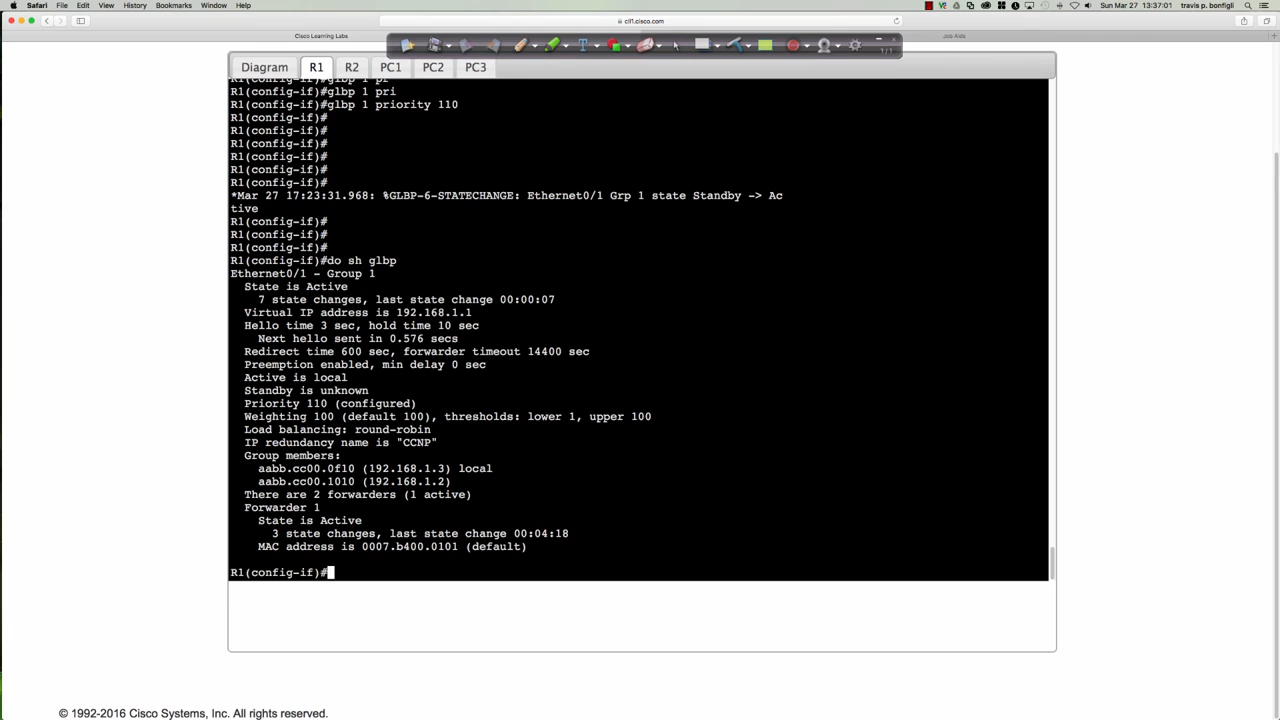 Safari File Edit View History Bookmarks Window Help
Sun Mar 27 13:37:01 travis p. bonfigli
cll1.cisco.com
Cisco Learning Labs
Job Aids
1/1
Diagram R1 R2 PC1 PC2 PC3
R1(config-if)#glbp 1 pr
R1(config-if)#glbp 1 pri
R1(config-if)#glbp 1 priority 110
R1(config-if)#
R1(config-if)#
R1(config-if)#
R1(config-if)#
R1(config-if)#
R1(config-if)#
*Mar 27 17:23:31.968: %GLBP-6-STATECHANGE: Ethernet0/1 Grp 1 state Standby -> Ac
tive
R1(config-if)#
R1(config-if)#
R1(config-if)#
R1(config-if)#do sh glbp
Ethernet0/1 - Group 1
State is Active
7 state changes, last state change 00:00:07
Virtual IP address is 192.168.1.1
Hello time 3 sec, hold time 10 sec
Next hello sent in 0.576 secs
Redirect time 600 sec, forwarder timeout 14400 sec
Preemption enabled, min delay 0 sec
Active is local
Standby is unknown
Priority 110 (configured)
Weighting 100 (default 100), thresholds: lower 1, upper 100
Load balancing: round-robin
IP redundancy name is "CCNP"
Group members:
aabb.cc00.0f10 (192.168.1.3) local
aabb.cc00.1010 (192.168.1.2)
There are 2 forwarders (1 active)
Forwarder 1
State is Active
3 state changes, last state change 00:04:18
MAC address is 0007.b400.0101 (default)
R1(config-if)#
© 1992-2016 Cisco Systems, Inc. All rights reserved.